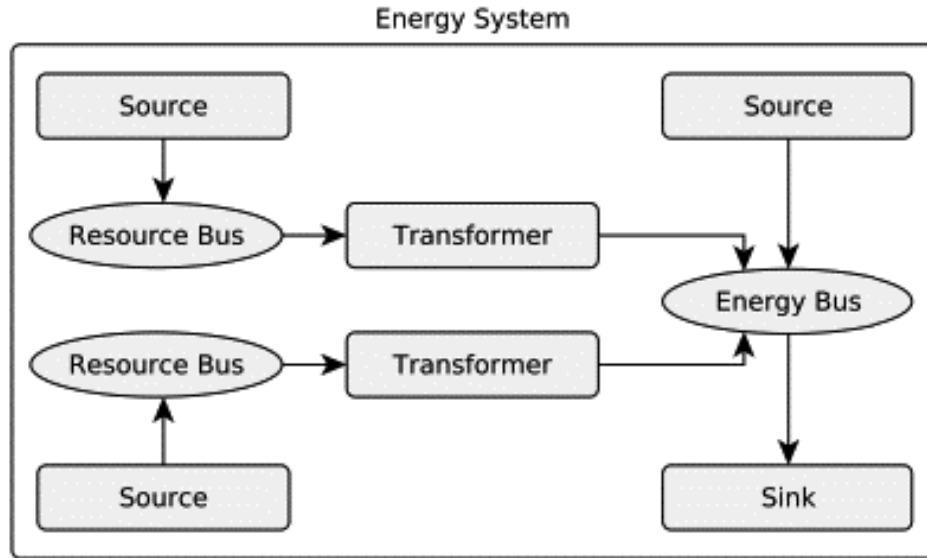 Energy System
Source
Source
Resource Bus
Transformer
Energy Bus
Resource Bus
Transformer
Source
Sink